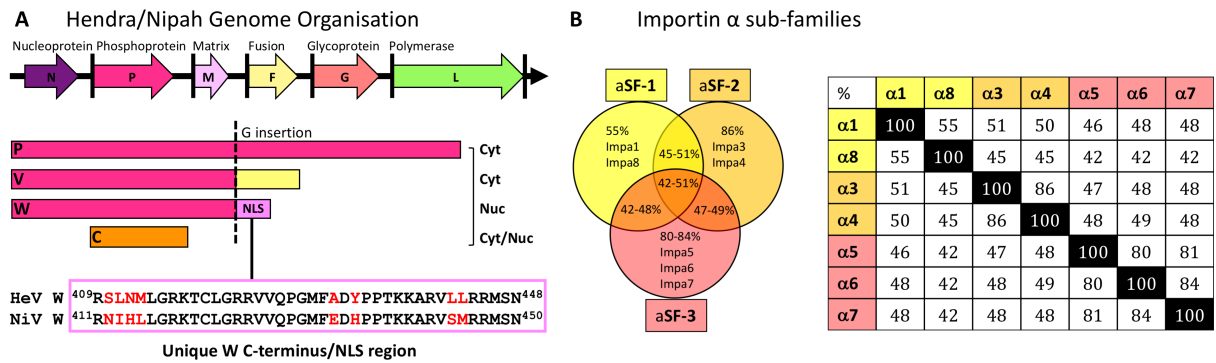 A Hendra/Nipah Genome Organisation
Nucleoprotein Phosphoprotein Matrix Fusion Glycoprotein Polymerase
N P M F G L
G insertion
P Cyt
V Cyt
W NLS Nuc
C Cyt/Nuc
HeV W 409RSLNMLGRKTCLGRRVVQPGMFADYPPTKKARVLLRRMSN448
NiV W 411RNIHLLGRKTCLGRRVVQPGMFEDHPPTKKARVSMRRMSN450
Unique W C-terminus/NLS region
B Importin α sub-families
aSF-1 aSF-2
55% 86%
Impa1 Impa3
Impa8 Impa4
45-51%
42-51%
42-48% 47-49%
80-84%
Impa5
Impa6
Impa7
aSF-3
% α1 α8 α3 α4 α5 α6 α7
α1 100 55 51 50 46 48 48
α8 55 100 45 45 42 42 42
α3 51 45 100 86 47 48 48
α4 50 45 86 100 48 49 48
α5 46 42 47 48 100 80 81
α6 48 42 48 49 80 100 84
α7 48 42 48 48 81 84 100